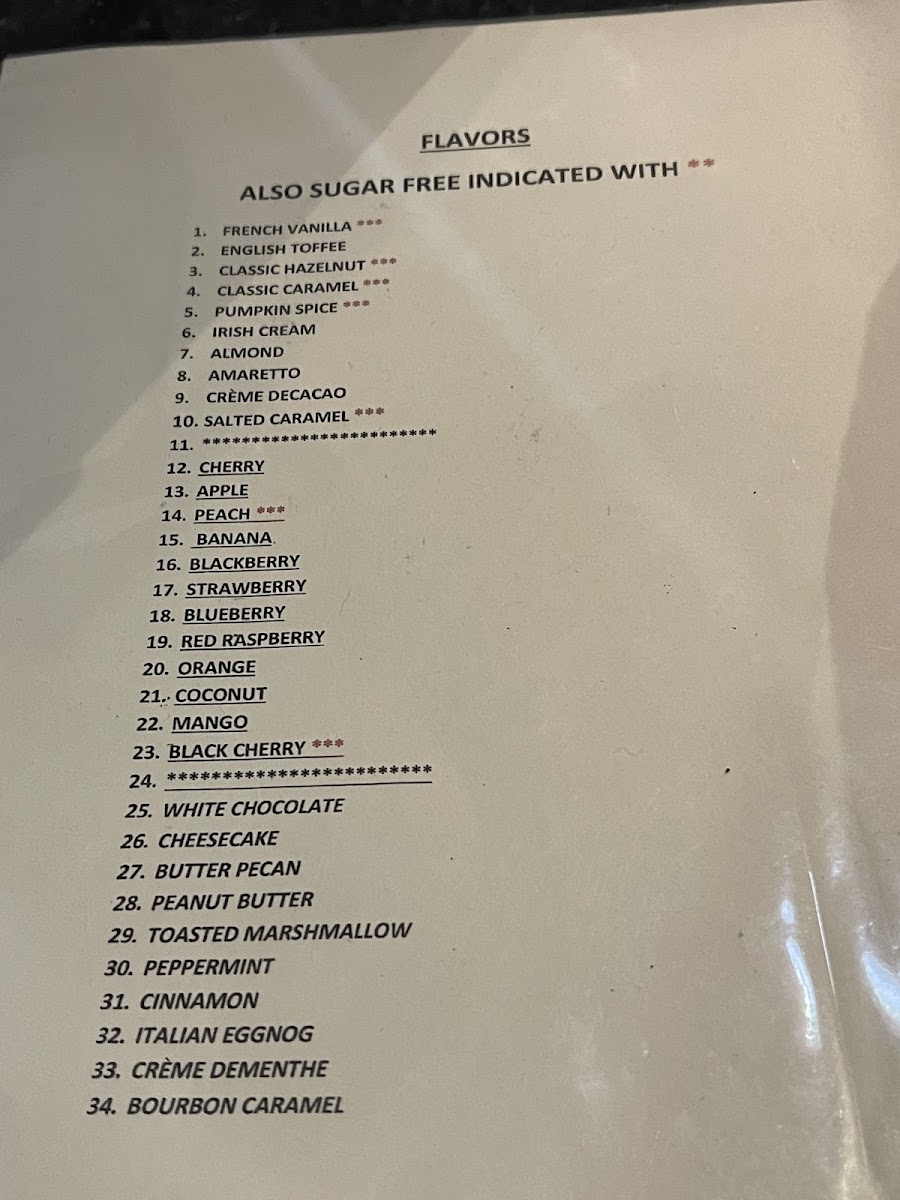 FLAVORS
ALSO SUGAR FREE INDICATED WITH **
1. FRENCH VANILLA ***
2. ENGLISH TOFFEE
3. CLASSIC HAZELNUT ***
4. CLASSIC CARAMEL ***
5. PUMPKIN SPICE ***
6. IRISH CREAM
7. ALMOND
8. AMARETTO
9. CRÈME DECACAO
10. SALTED CARAMEL ***
11. ************************
12. CHERRY
13. APPLE
14. PEACH ***
15. BANANA
16. BLACKBERRY
17. STRAWBERRY
18. BLUEBERRY
19. RED RASPBERRY
20. ORANGE
21. COCONUT
22. MANGO
23. BLACK CHERRY ***
24. ************************
25. WHITE CHOCOLATE
26. CHEESECAKE
27. BUTTER PECAN
28. PEANUT BUTTER
29. TOASTED MARSHMALLOW
30. PEPPERMINT
31. CINNAMON
32. ITALIAN EGGNOG
33. CRÈME DEMENTHE
34. BOURBON CARAMEL